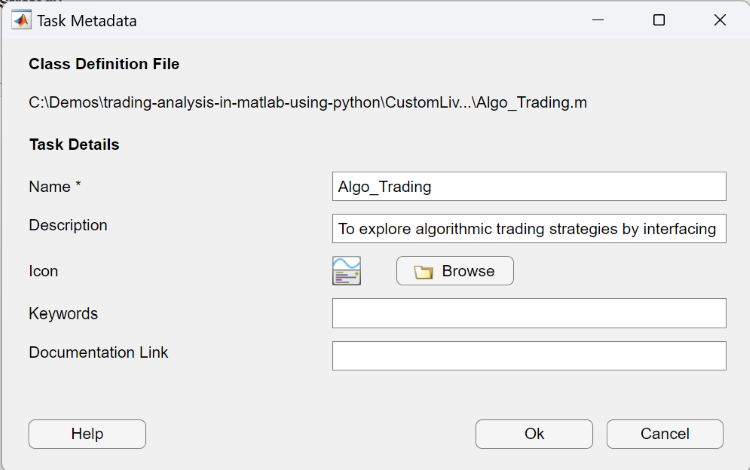 Task Metadata
Class Definition File
C:\Demos\trading-analysis-in-matlab-using-python\CustomLiv...\Algo_Trading.m
Task Details
Name * Algo_Trading
Description To explore algorithmic trading strategies by interfacing
Icon Browse
Keywords
Documentation Link
Help Ok Cancel